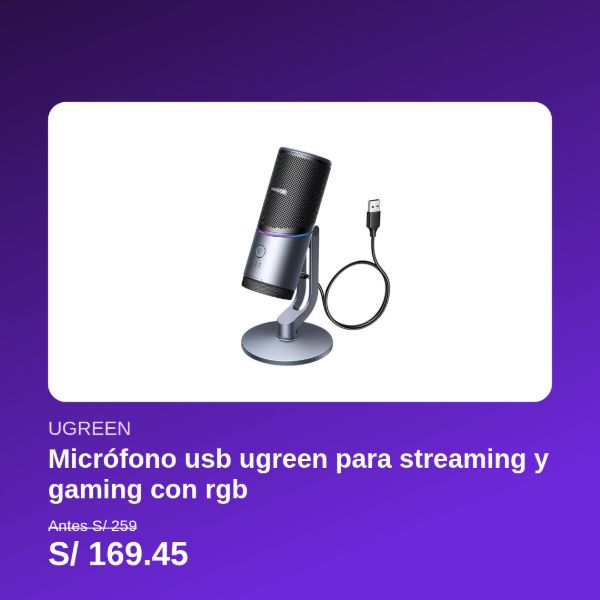 UGREEN
Micrófono usb ugreen para streaming y
gaming con rgb
Antes S/ 259
S/ 169.45